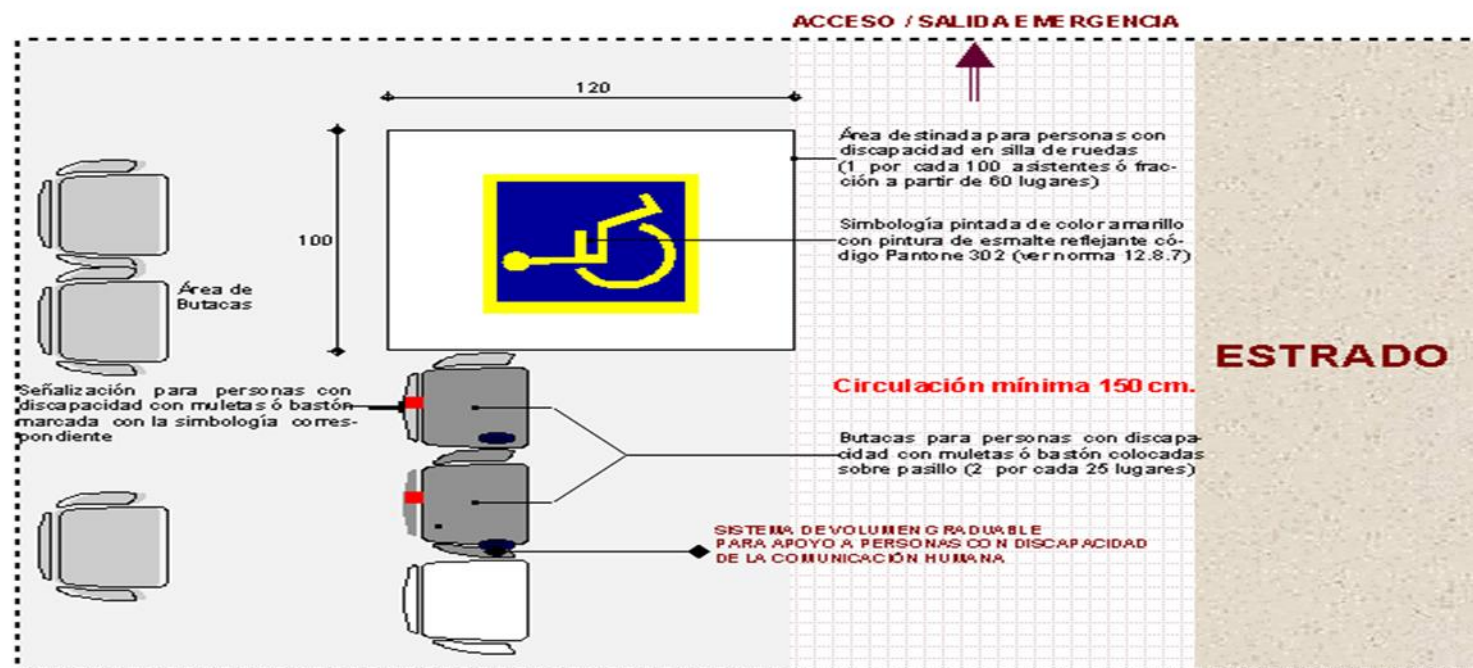 ACCESO / SALIDA EMERGENCIA
120
Área destinada para personas con
discapacidad en silla de ruedas
(1 por cada 100 asistentes ó frac-
ción a partir de 60 lugares)
100
Simbología pintada de color amarillo
con pintura de esmalte reflejante có-
digo Pantone 302 (ver norma 12.8.7)
Área de
Butacas
ESTRADO
Señalización para personas con
discapacidad con muletas ó bastón
marcada con la simbología corres-
pondiente
Circulación mínima 150 cm.
Butacas para personas con discapa-
cidad con muletas ó bastón colocadas
sobre pasillo (2 por cada 25 lugares)
SISTEMA DE VOLUMEN GRADUABLE
PARA APOYO A PERSONAS CON DISCAPACIDAD
DE LA COMUNICACIÓN HUMANA